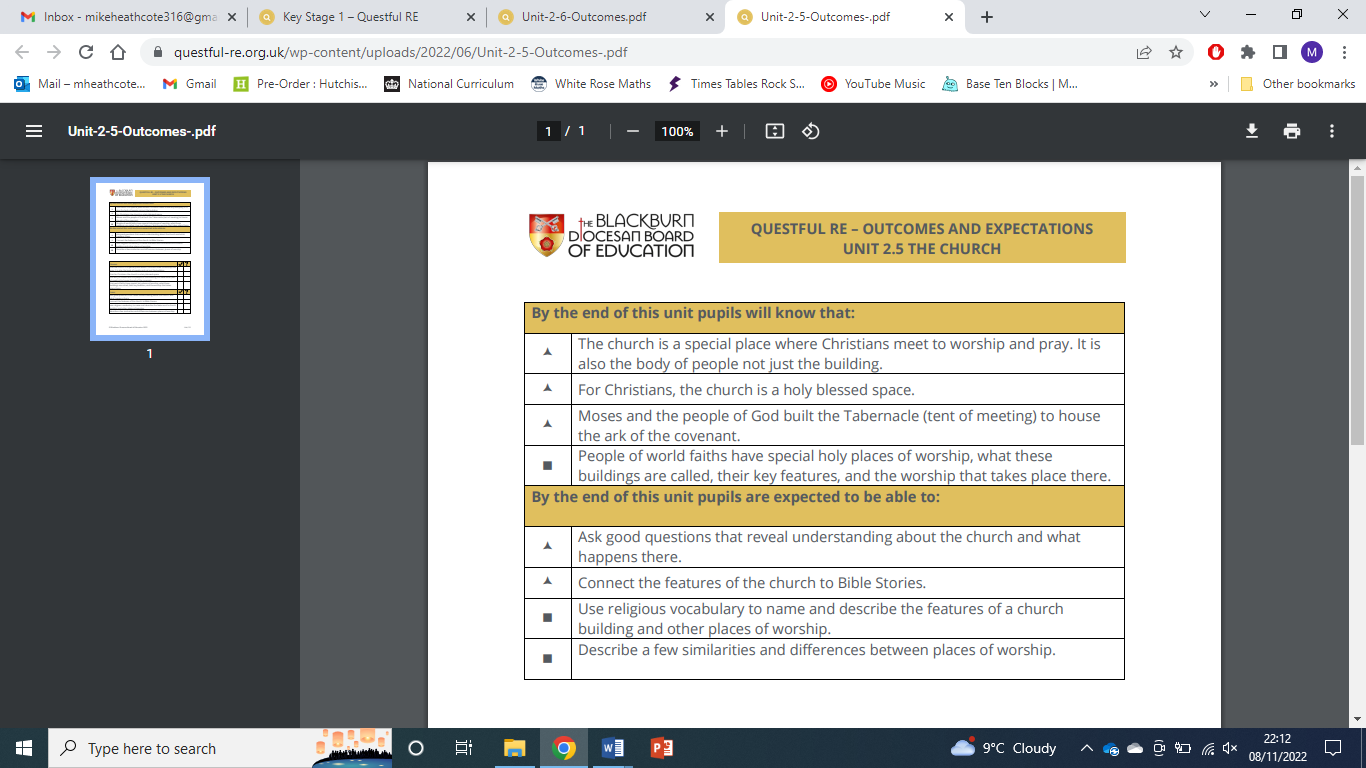 Inbox - mikeheathcote316@gma
Key Stage 1 – Questful RE
Unit-2-6-Outcomes.pdf
Unit-2-5-Outcomes-.pdf
questful-re.org.uk/wp-content/uploads/2022/06/Unit-2-5-Outcomes-.pdf
M
Mail – mheathcote...
Gmail
H
Pre-Order : Hutchis...
National Curriculum
White Rose Maths
Times Tables Rock S...
YouTube Music
Base Ten Blocks | M...
»
Other bookmarks
Unit-2-5-Outcomes-.pdf
1 / 1
100%
1
THE BLACKBURN
DIOCESAN BOARD
OF EDUCATION
QUESTFUL RE – OUTCOMES AND EXPECTATIONS
UNIT 2.5 THE CHURCH
By the end of this unit pupils will know that:
The church is a special place where Christians meet to worship and pray. It is
also the body of people not just the building.
For Christians, the church is a holy blessed space.
Moses and the people of God built the Tabernacle (tent of meeting) to house
the ark of the covenant.
People of world faiths have special holy places of worship, what these
buildings are called, their key features, and the worship that takes place there.
By the end of this unit pupils are expected to be able to:
Ask good questions that reveal understanding about the church and what
happens there.
Connect the features of the church to Bible Stories.
Use religious vocabulary to name and describe the features of a church
building and other places of worship.
Describe a few similarities and differences between places of worship.
Type here to search
9°C Cloudy
22:12
08/11/2022